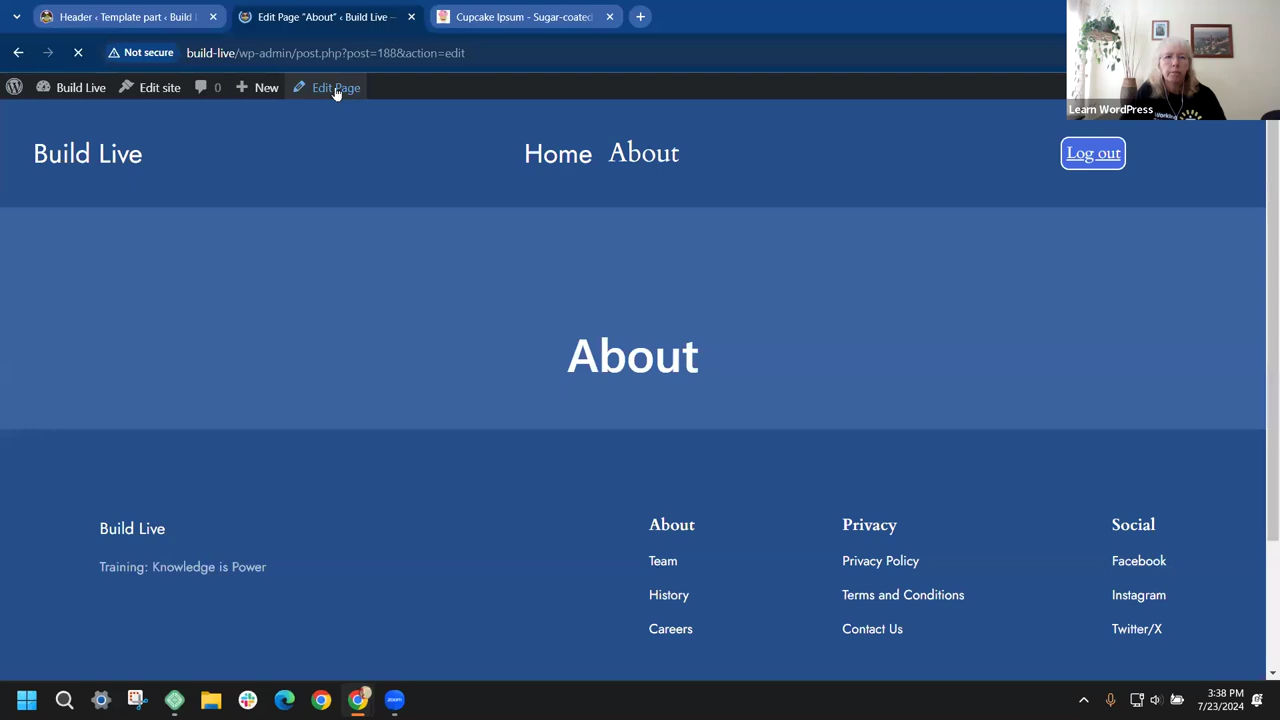 Header ‹ Template part ‹ Build
Edit Page “About” ‹ Build Live —
Cupcake Ipsum - Sugar-coated
Not secure
build-live/wp-admin/post.php?post=188&action=edit
Build Live
Edit site
0
New
Edit Page
Learn WordPress
Build Live
Home
About
Log out
About
Build Live
Training: Knowledge is Power
About
Team
History
Careers
Privacy
Privacy Policy
Terms and Conditions
Contact Us
Social
Facebook
Instagram
Twitter/X
zoom
3:38 PM
7/23/2024